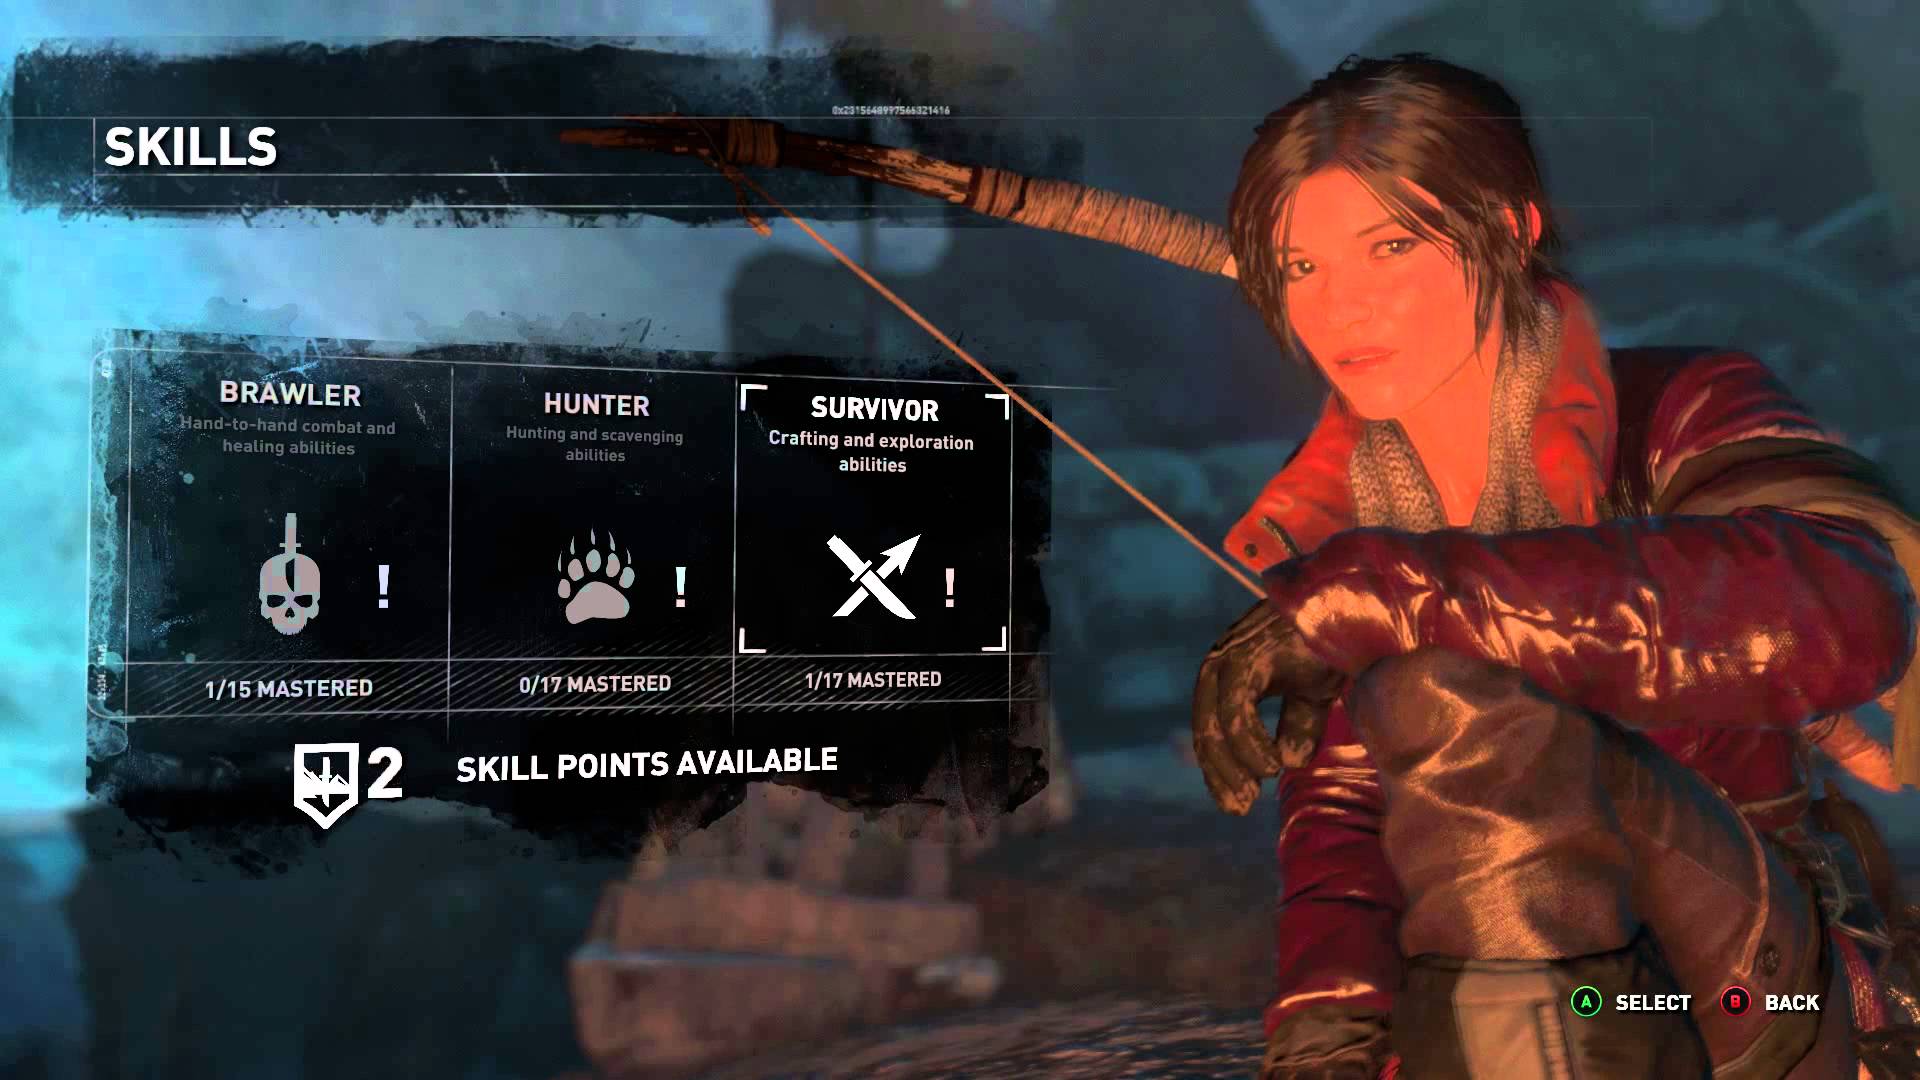 0x2315648997566321416
SKILLS
BRAWLER
Hand-to-hand combat and
healing abilities
!
1/15 MASTERED
HUNTER
Hunting and scavenging
abilities
!
0/17 MASTERED
SURVIVOR
Crafting and exploration
abilities
!
1/17 MASTERED
2 SKILL POINTS AVAILABLE
A SELECT B BACK